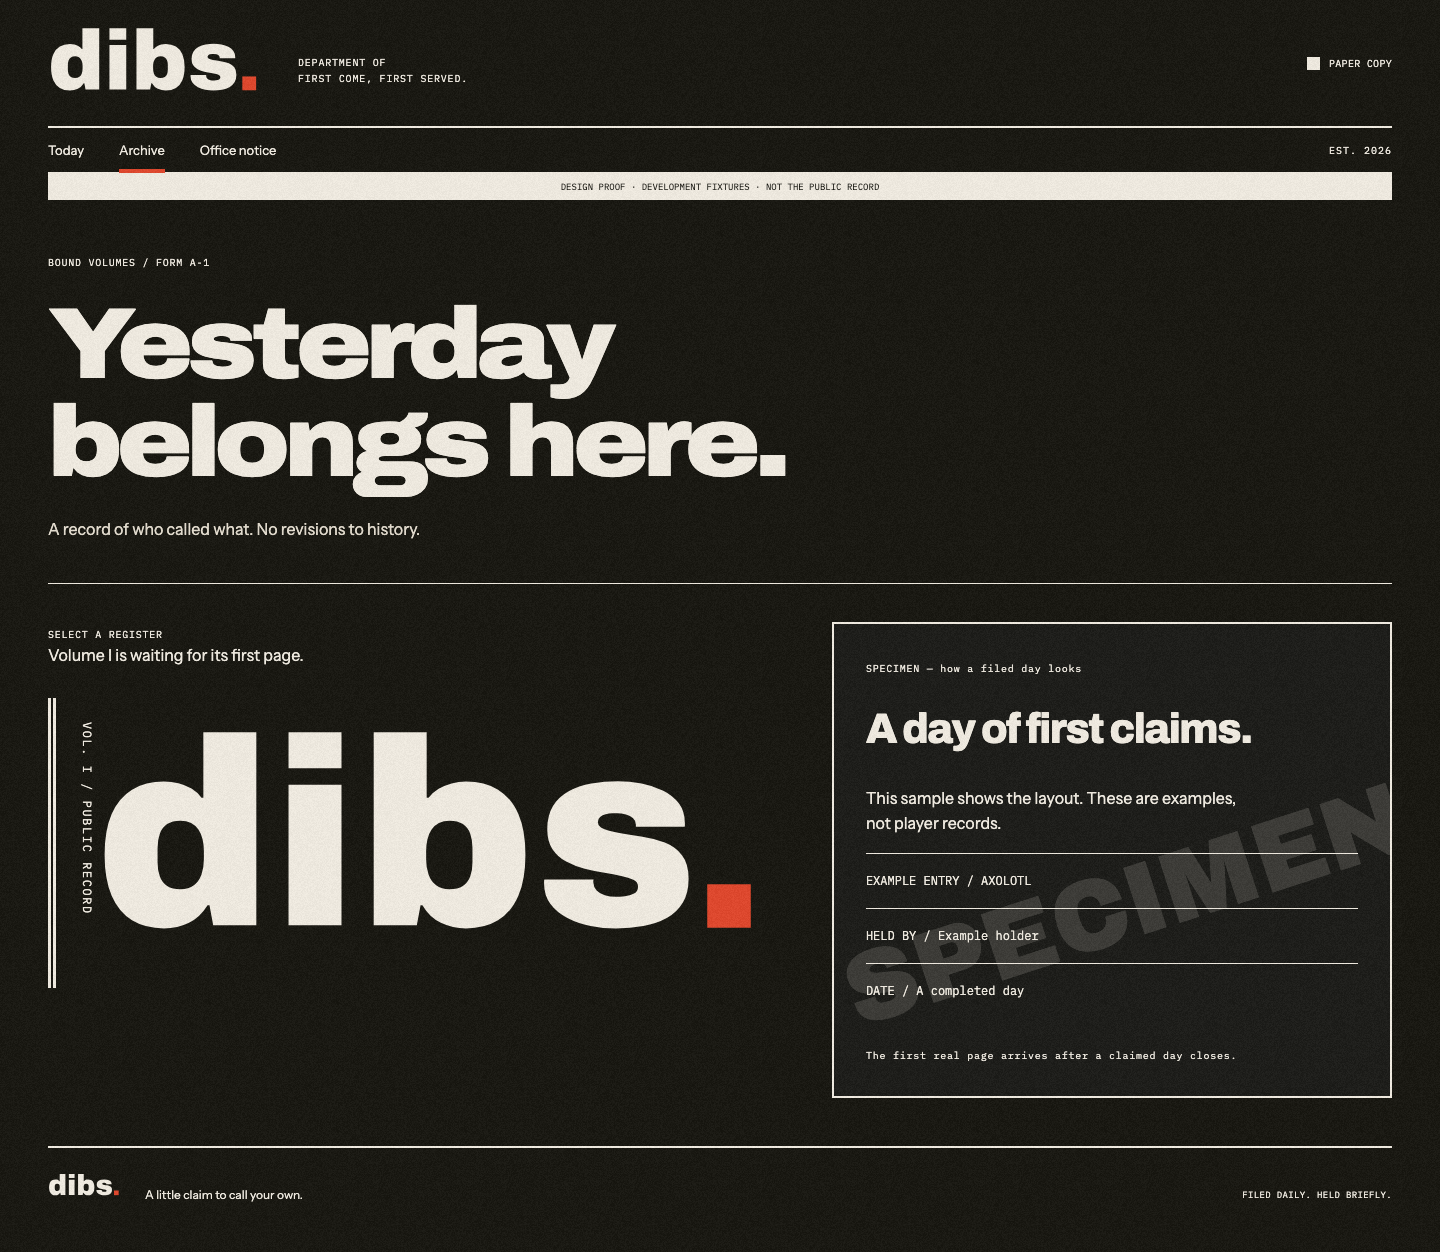 dibs.
DEPARTMENT OF
FIRST COME, FIRST SERVED.
PAPER COPY
Today
Archive
Office notice
EST. 2026
DESIGN PROOF · DEVELOPMENT FIXTURES · NOT THE PUBLIC RECORD
BOUND VOLUMES / FORM A-1
Yesterday
belongs here.
A record of who called what. No revisions to history.
SELECT A REGISTER
Volume I is waiting for its first page.
VOL. I / PUBLIC RECORD
dibs.
SPECIMEN — how a filed day looks
A day of first claims.
This sample shows the layout. These are examples,
not player records.
EXAMPLE ENTRY / AXOLOTL
HELD BY / Example holder
DATE / A completed day
SPECIMEN
The first real page arrives after a claimed day closes.
dibs.
A little claim to call your own.
FILED DAILY. HELD BRIEFLY.